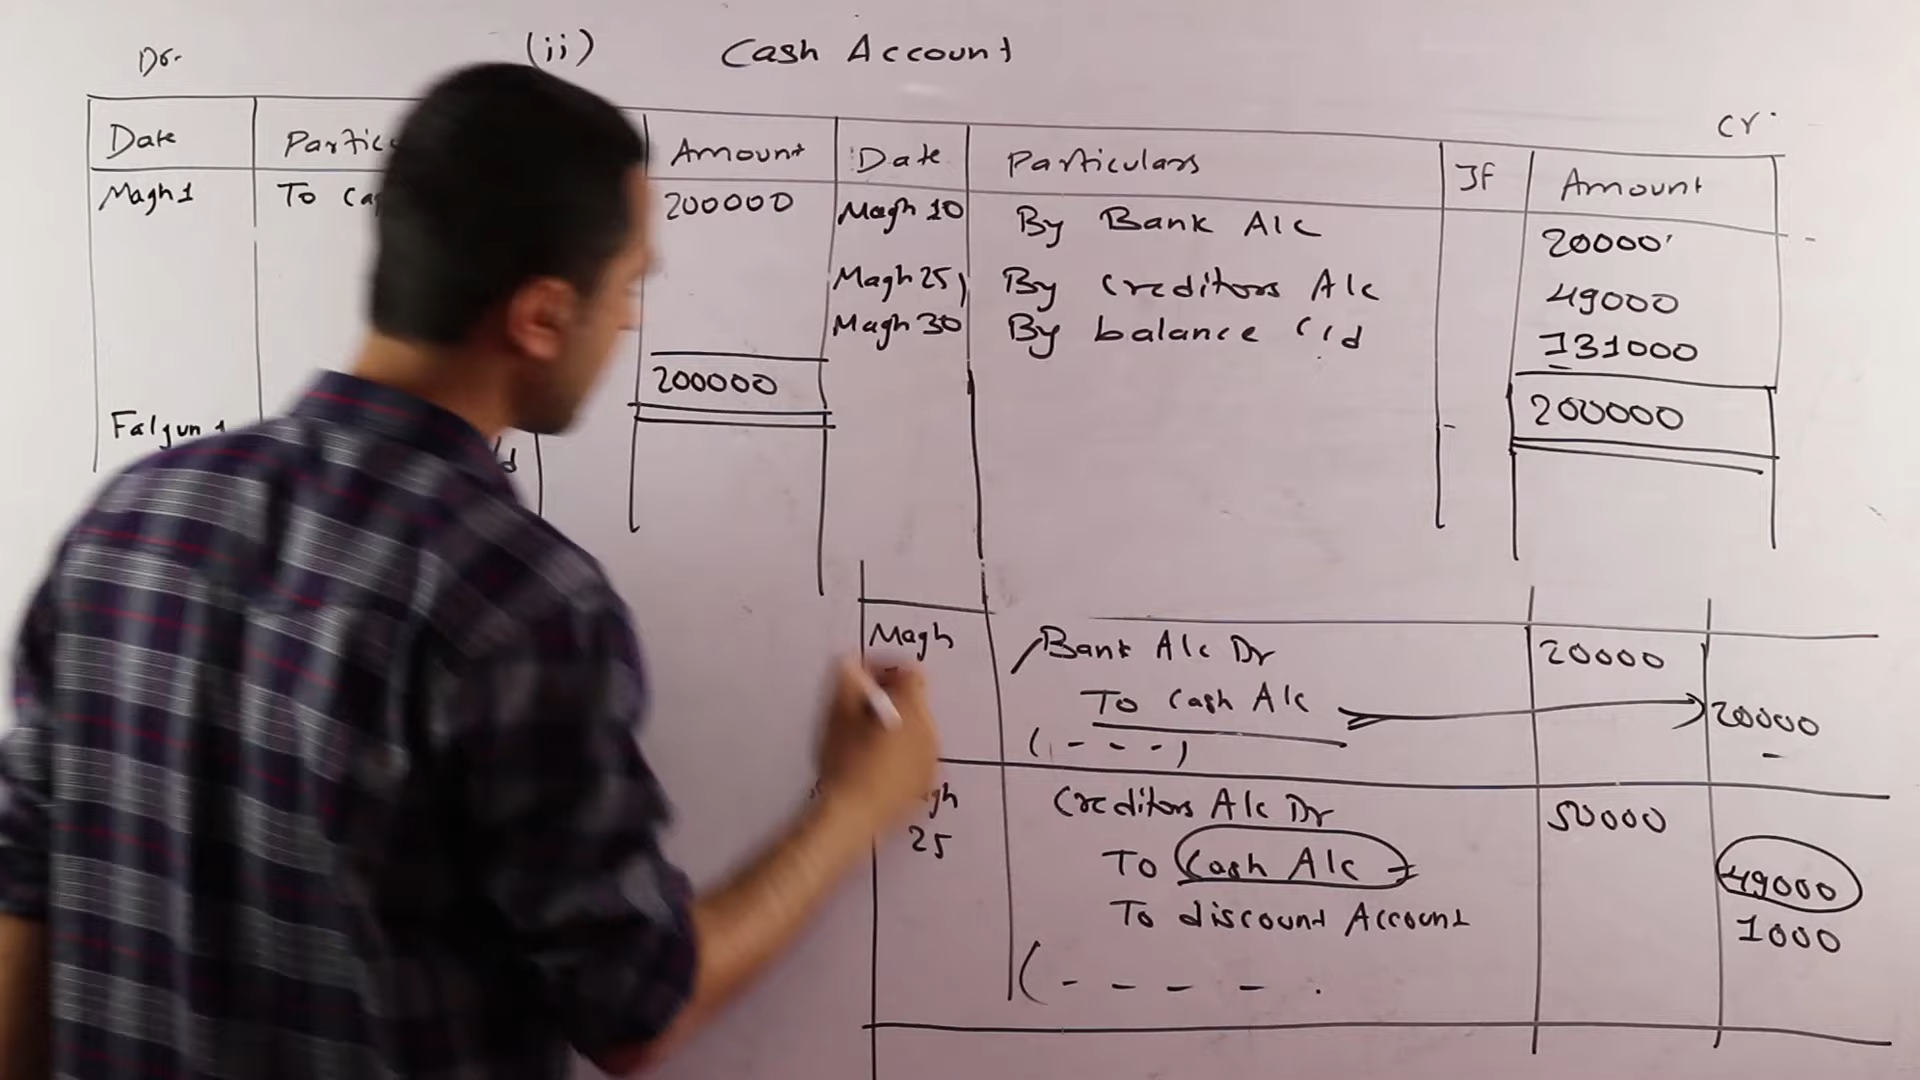 Dr.
(ii) Cash Account
Cr.
Date Amount Date Particulars JF Amount
Magh 1 To 200000 Magh 10 By Bank A/c 20000
Magh 25 By Creditors A/c 49000
Magh 30 By balance c/d 131000
200000 200000
Falgun 1
Magh Bank A/c Dr 20000
To Cash A/c 20000
(- - -)
25 Creditors A/c Dr 50000
To Cash A/c 49000
To discount Account 1000
(- - - - .